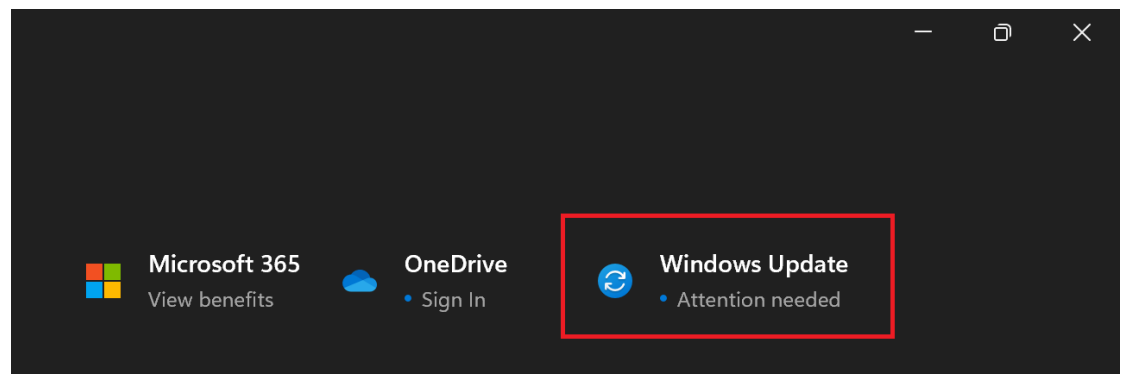 Microsoft 365
View benefits
OneDrive
• Sign In
Windows Update
• Attention needed